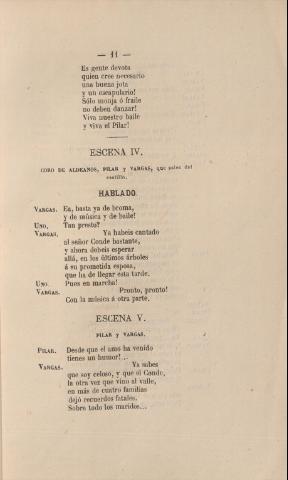 — 11 —
Es gente devota
quien cree necesario
una buena jota
y un escapulario!
Sólo monja ó fraile
no deben danzar!
Viva nuestro baile
y viva el Pilar!
ESCENA IV.
CORO DE ALDEANOS, PILAR y VARGAS, que salen del
castillo.
HABLADO.
VARGAS. Ea, basta ya de broma,
y de música y de baile!
UNO. Tan presto?
VARGAS. Ya habeis cantado
al señor Conde bastante,
y ahora debeis esperar
allá, en los últimos árboles
á su prometida esposa,
que ha de llegar esta tarde.
UNO. Pues en marcha!
VARGAS. Pronto, pronto!
Con la música á otra parte.
ESCENA V.
PILAR y VARGAS.
PILAR. Desde que el amo ha venido
tienes un humor!...
VARGAS. Ya sabes
que soy celoso, y que el Conde,
la otra vez que vino al valle,
en más de cuatro familias
dejó recuerdos fatales.
Sobre todo los maridos...